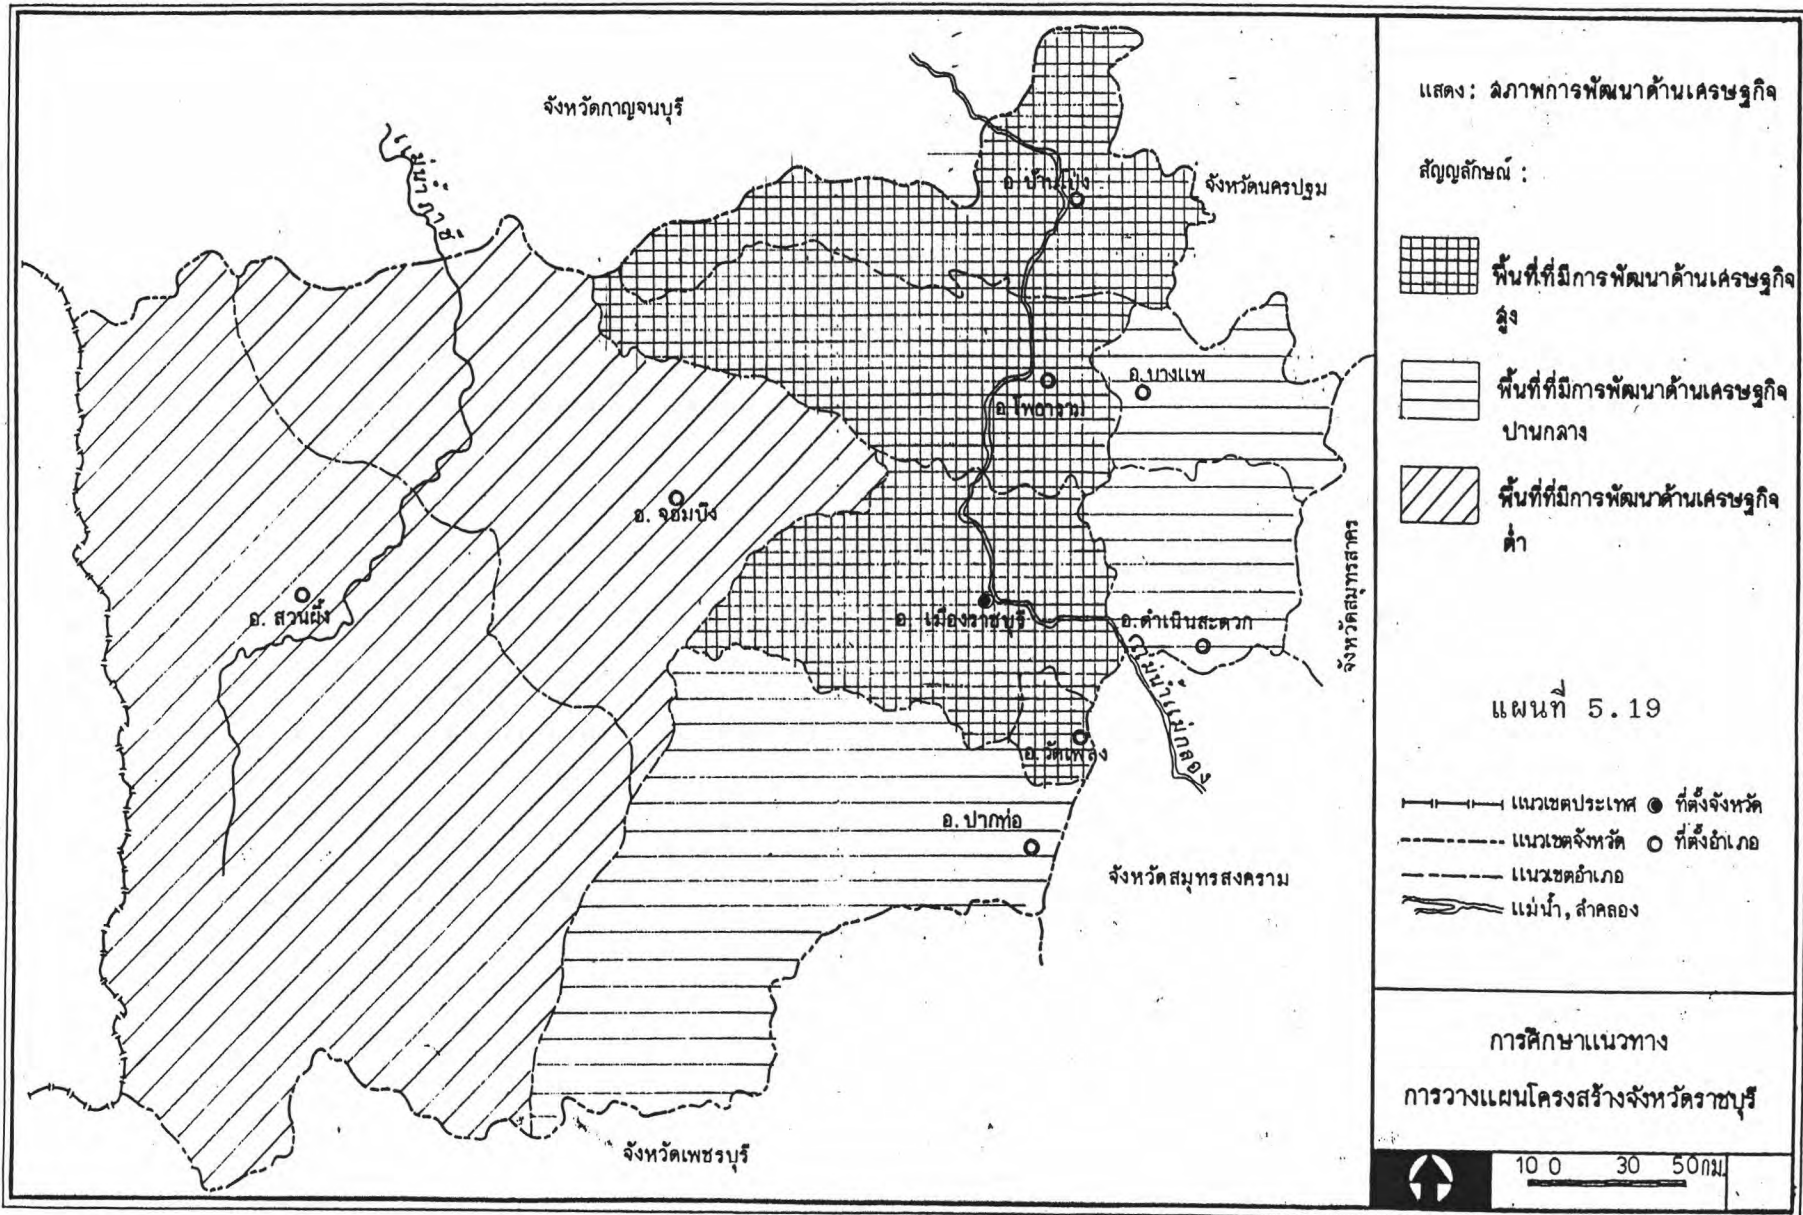 จังหวัดกาญจนบุรี
แม่น้ำภาชี
อ.บ้านโป่ง
จังหวัดนครปฐม
อ.โพธาราม
อ.บางแพ
อ. จอมบึง
อ. สวนผึ้ง
อ. เมืองราชบุรี
อ.ดำเนินสะดวก
จังหวัดสมุทรสาคร
แม่น้ำแม่กลอง
อ.วัดเพลง
อ.ปากท่อ
จังหวัดสมุทรสงคราม
จังหวัดเพชรบุรี
แสดง : สภาพการพัฒนาด้านเศรษฐกิจ
สัญญลักษณ์ :
พื้นที่ที่มีการพัฒนาด้านเศรษฐกิจ
สูง
พื้นที่ที่มีการพัฒนาด้านเศรษฐกิจ
ปานกลาง
พื้นที่ที่มีการพัฒนาด้านเศรษฐกิจ
ต่ำ
แผนที่ 5.19
แนวเขตประเทศ ที่ตั้งจังหวัด
แนวเขตจังหวัด ที่ตั้งอำเภอ
แนวเขตอำเภอ
แม่น้ำ,ลำคลอง
การศึกษาแนวทาง
การวางแผนโครงสร้างจังหวัดราชบุรี
10 0 30 50 กม.